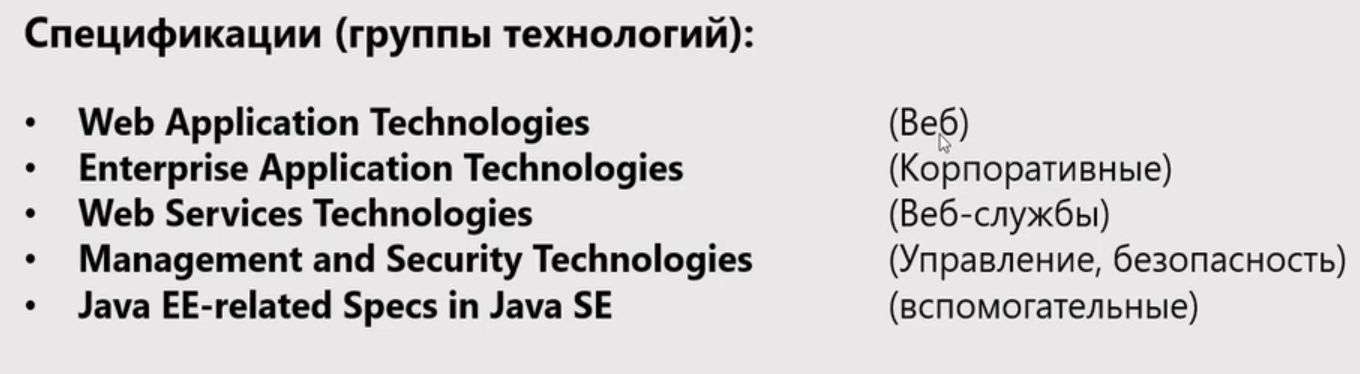 Спецификации (группы технологий):
• Web Application Technologies (Веб)
• Enterprise Application Technologies (Корпоративные)
• Web Services Technologies (Веб-службы)
• Management and Security Technologies (Управление, безопасность)
• Java EE-related Specs in Java SE (вспомогательные)